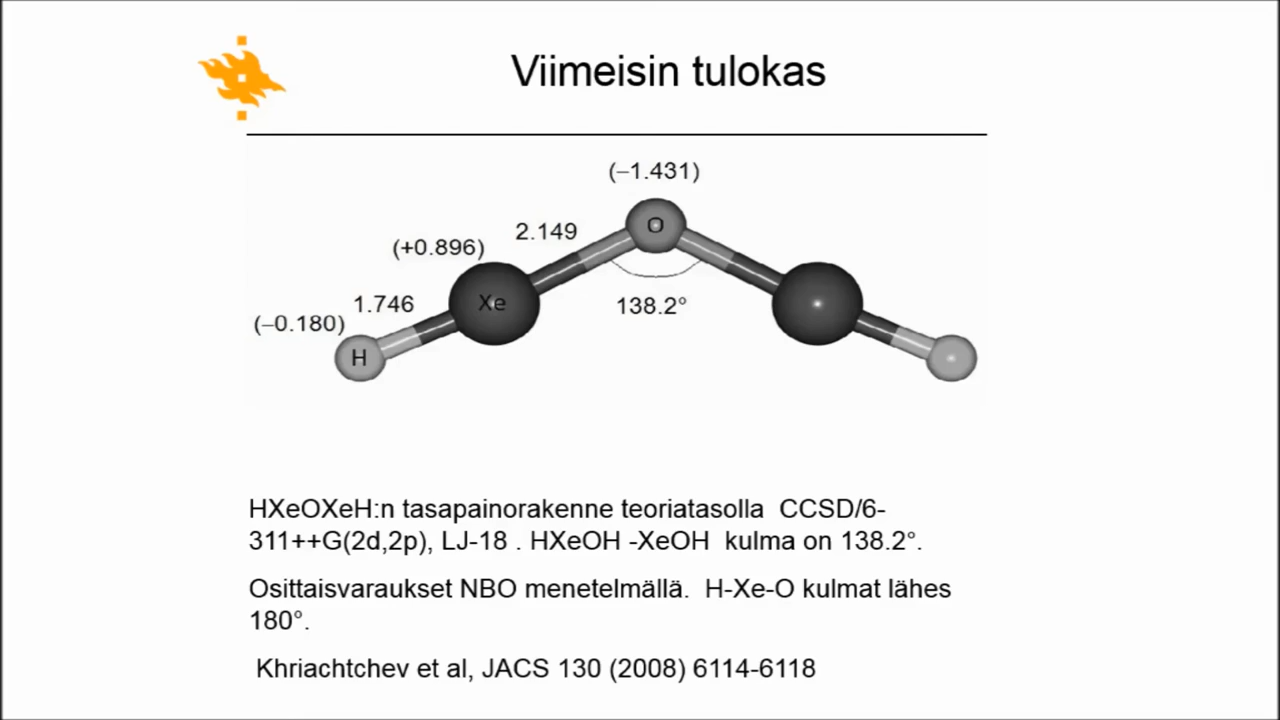 Viimeisin tulokas
(−1.431)
2.149
O
(+0.896)
1.746
Xe
138.2°
(−0.180)
H
HXeOXeH:n tasapainorakenne teoriatasolla CCSD/6-
311++G(2d,2p), LJ-18 . HXeOH -XeOH kulma on 138.2°.
Osittaisvaraukset NBO menetelmällä. H-Xe-O kulmat lähes
180°.
Khriachtchev et al, JACS 130 (2008) 6114-6118